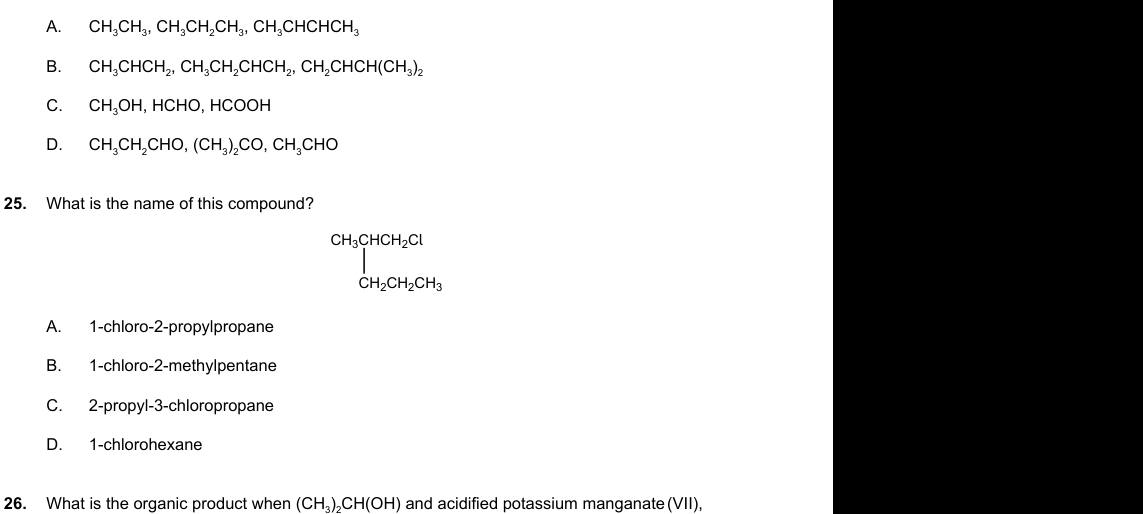 A. CH₃CH₃, CH₃CH₂CH₃, CH₃CHCHCH₃
B. CH₃CHCH₂, CH₃CH₂CHCH₂, CH₂CHCH(CH₃)₂
C. CH₃OH, HCHO, HCOOH
D. CH₃CH₂CHO, (CH₃)₂CO, CH₃CHO
25. What is the name of this compound?
CH₃CHCH₂Cl
CH₂CH₂CH₃
A. 1-chloro-2-propylpropane
B. 1-chloro-2-methylpentane
C. 2-propyl-3-chloropropane
D. 1-chlorohexane
26. What is the organic product when (CH₃)₂CH(OH) and acidified potassium manganate (VII),